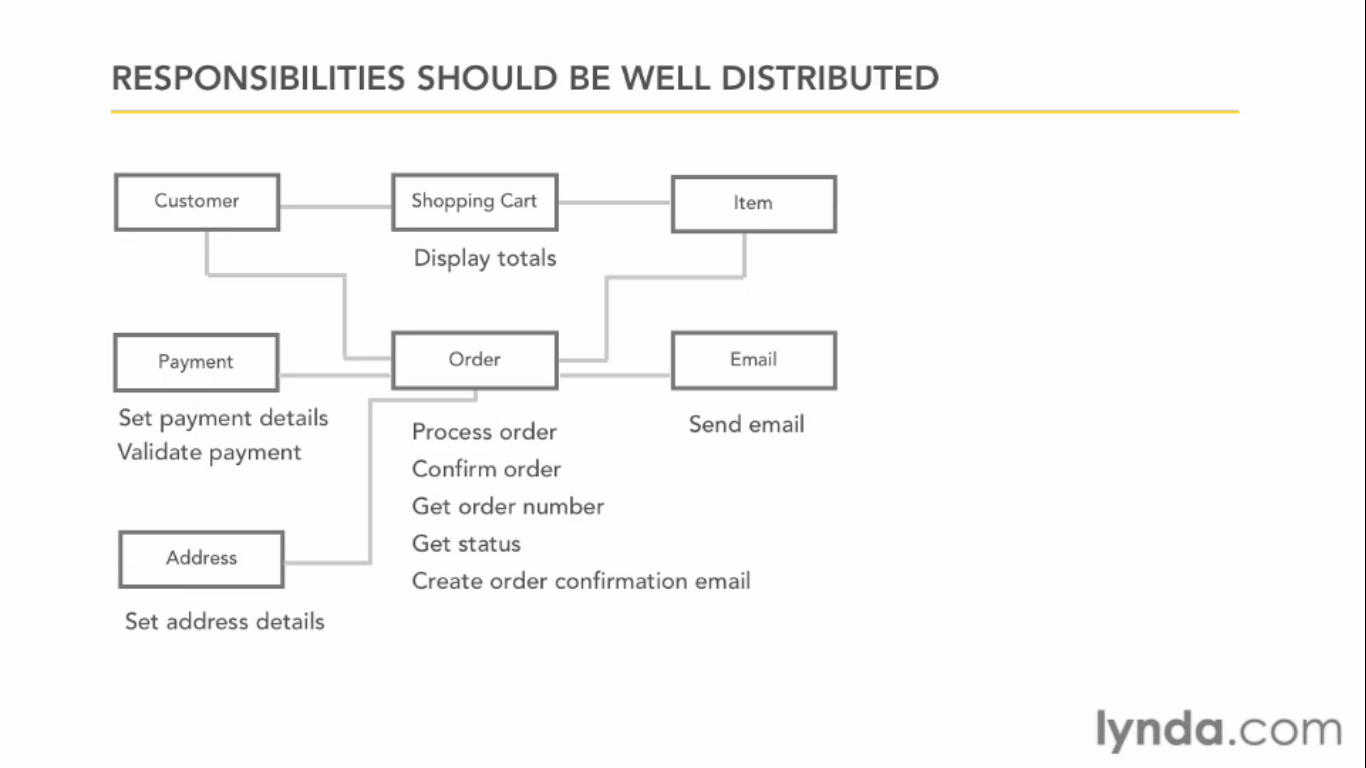 RESPONSIBILITIES SHOULD BE WELL DISTRIBUTED
Customer
Shopping Cart
Item
Display totals
Payment
Order
Email
Set payment details
Validate payment
Process order
Confirm order
Get order number
Get status
Create order confirmation email
Send email
Address
Set address details
lynda.com